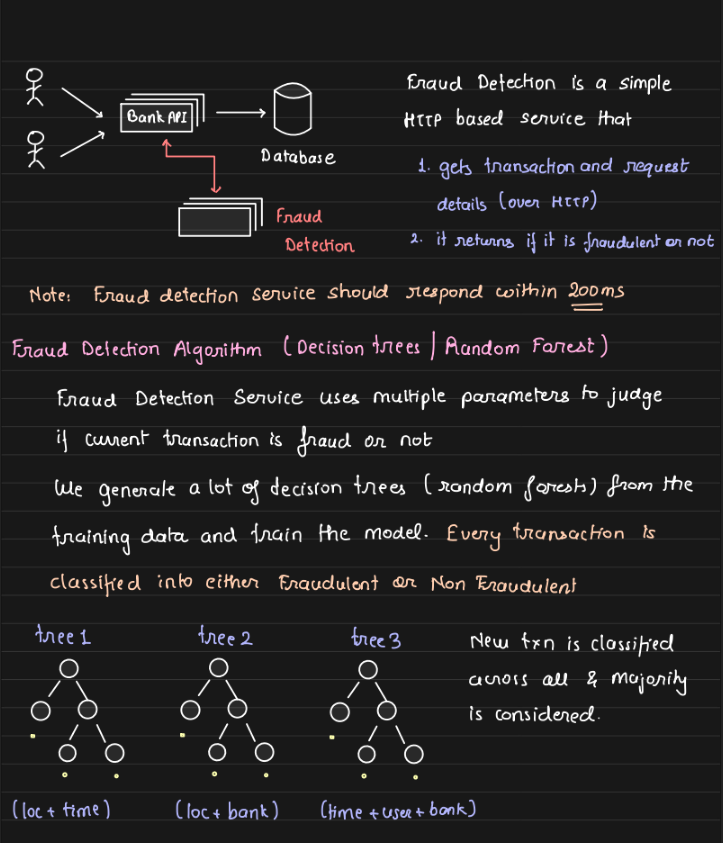 Fraud Detection is a simple
HTTP based service that
1. gets transaction and request
details (over HTTP)
2. it returns if it is fraudulent or not
Bank API
Database
Fraud
Detection
Note: Fraud detection service should respond within 200ms
Fraud Detection Algorithm (Decision trees | Random Forest)
Fraud Detection Service uses multiple parameters to judge
if current transaction is fraud or not
We generate a lot of decision trees (random forests) from the
training data and train the model. Every transaction is
classified into either Fraudulent or Non Fraudulent
tree 1
tree 2
tree 3
New txn is classified
across all & majority
is considered.
(loc + time)
(loc + bank)
(time + user + bank)